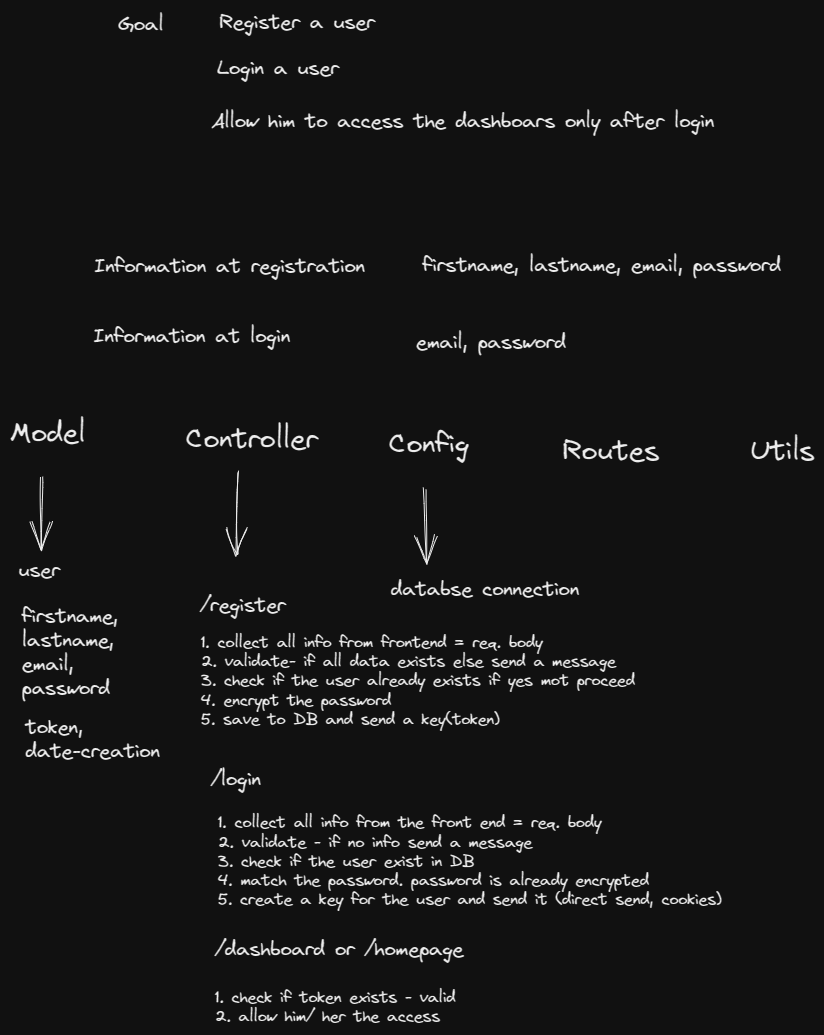 Goal Register a user
Login a user
Allow him to access the dashboars only after login
Information at registration firstname, lastname, email, password
Information at login email, password
Model Controller Config Routes Utils
user
firstname,
lastname,
email,
password
token,
date-creation
/register
1. collect all info from frontend = req. body
2. validate- if all data exists else send a message
3. check if the user already exists if yes mot proceed
4. encrypt the password
5. save to DB and send a key(token)
/login
1. collect all info from the front end = req. body
2. validate - if no info send a message
3. check if the user exist in DB
4. match the password. password is already encrypted
5. create a key for the user and send it (direct send, cookies)
/dashboard or /homepage
1. check if token exists - valid
2. allow him/ her the access
databse connection